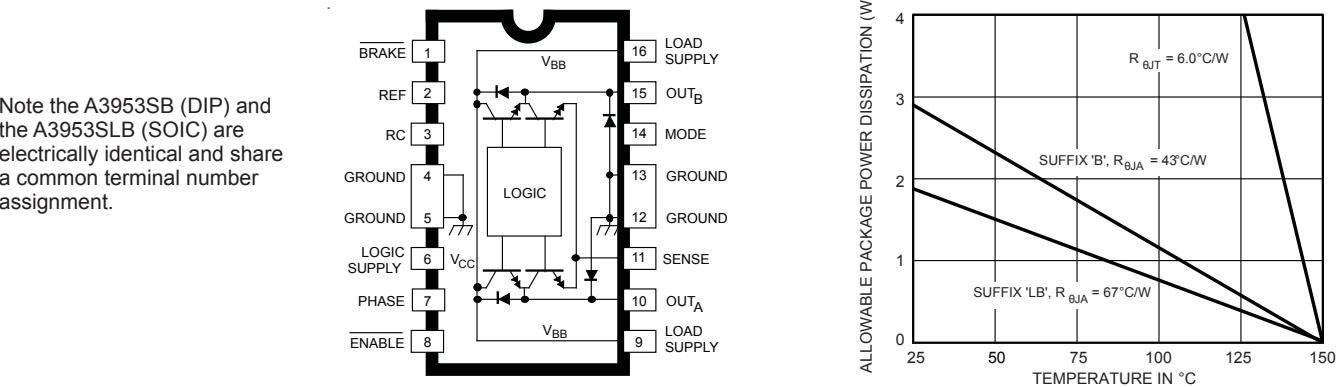 Note the A3953SB (DIP) and
the A3953SLB (SOIC) are
electrically identical and share
a common terminal number
assignment.
BRAKE 1
REF 2
RC 3
GROUND 4
GROUND 5
LOGIC
SUPPLY 6
PHASE 7
ENABLE 8
VBB
LOGIC
VCC
VBB
16 LOAD
SUPPLY
15 OUTB
14 MODE
13 GROUND
12 GROUND
11 SENSE
10 OUTA
9 LOAD
SUPPLY
ALLOWABLE PACKAGE POWER DISSIPATION (W
4
3
2
1
0
R θJT = 6.0°C/W
SUFFIX 'B', RθJA = 43°C/W
SUFFIX 'LB', R θJA = 67°C/W
25 50 75 100 125 150
TEMPERATURE IN °C